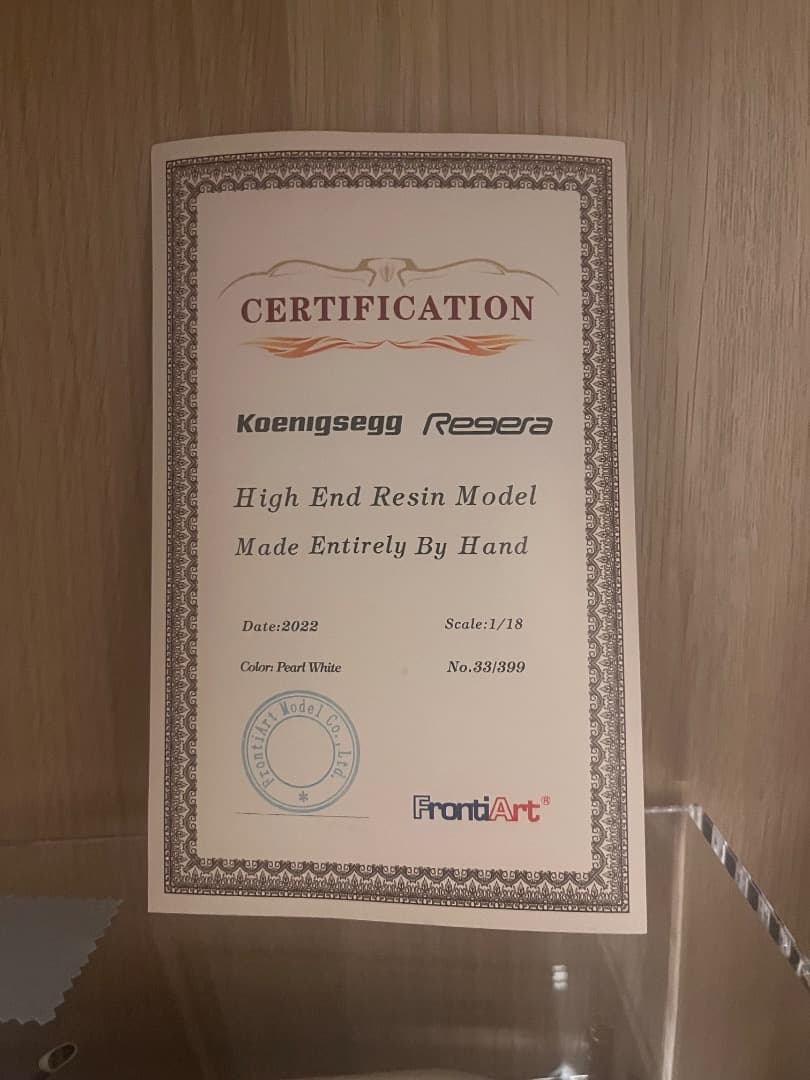 CERTIFICATION
Koenigsegg Regera
High End Resin Model
Made Entirely By Hand
Date:2022 Scale:1/18
Color: Pearl White No.33/399
FrontiArt Model Co.,Ltd.
*
FrontiArt®